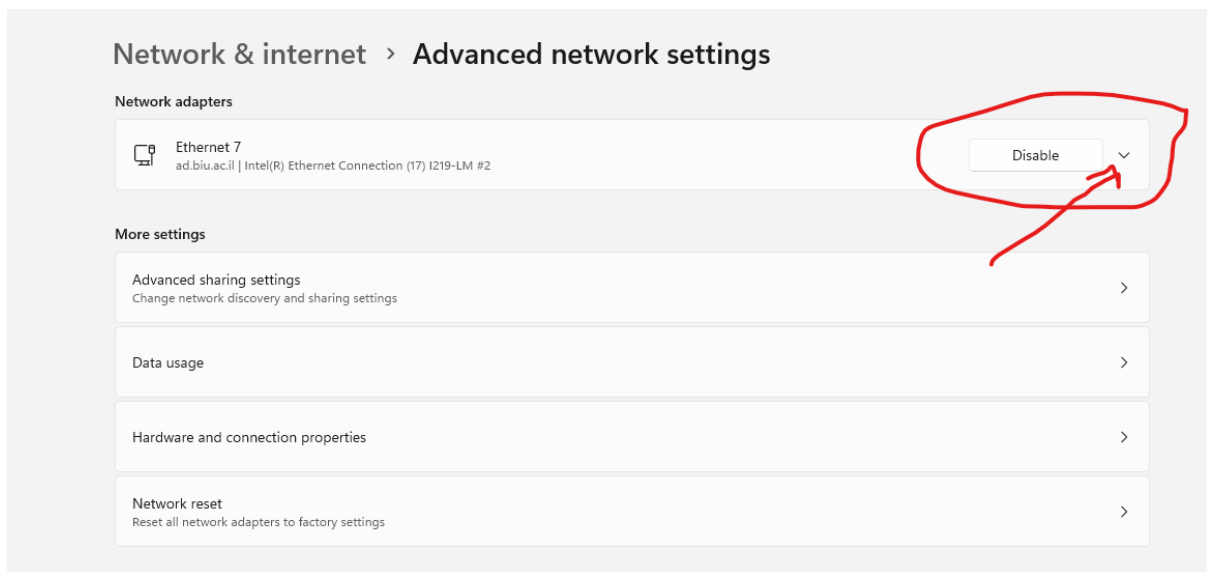 Network & internet > Advanced network settings
Network adapters
Ethernet 7
Disable
ad.biu.ac.il | Intel(R) Ethernet Connection (17) I219-LM #2
More settings
Advanced sharing settings
Change network discovery and sharing settings
Data usage
Hardware and connection properties
Network reset
Reset all network adapters to factory settings